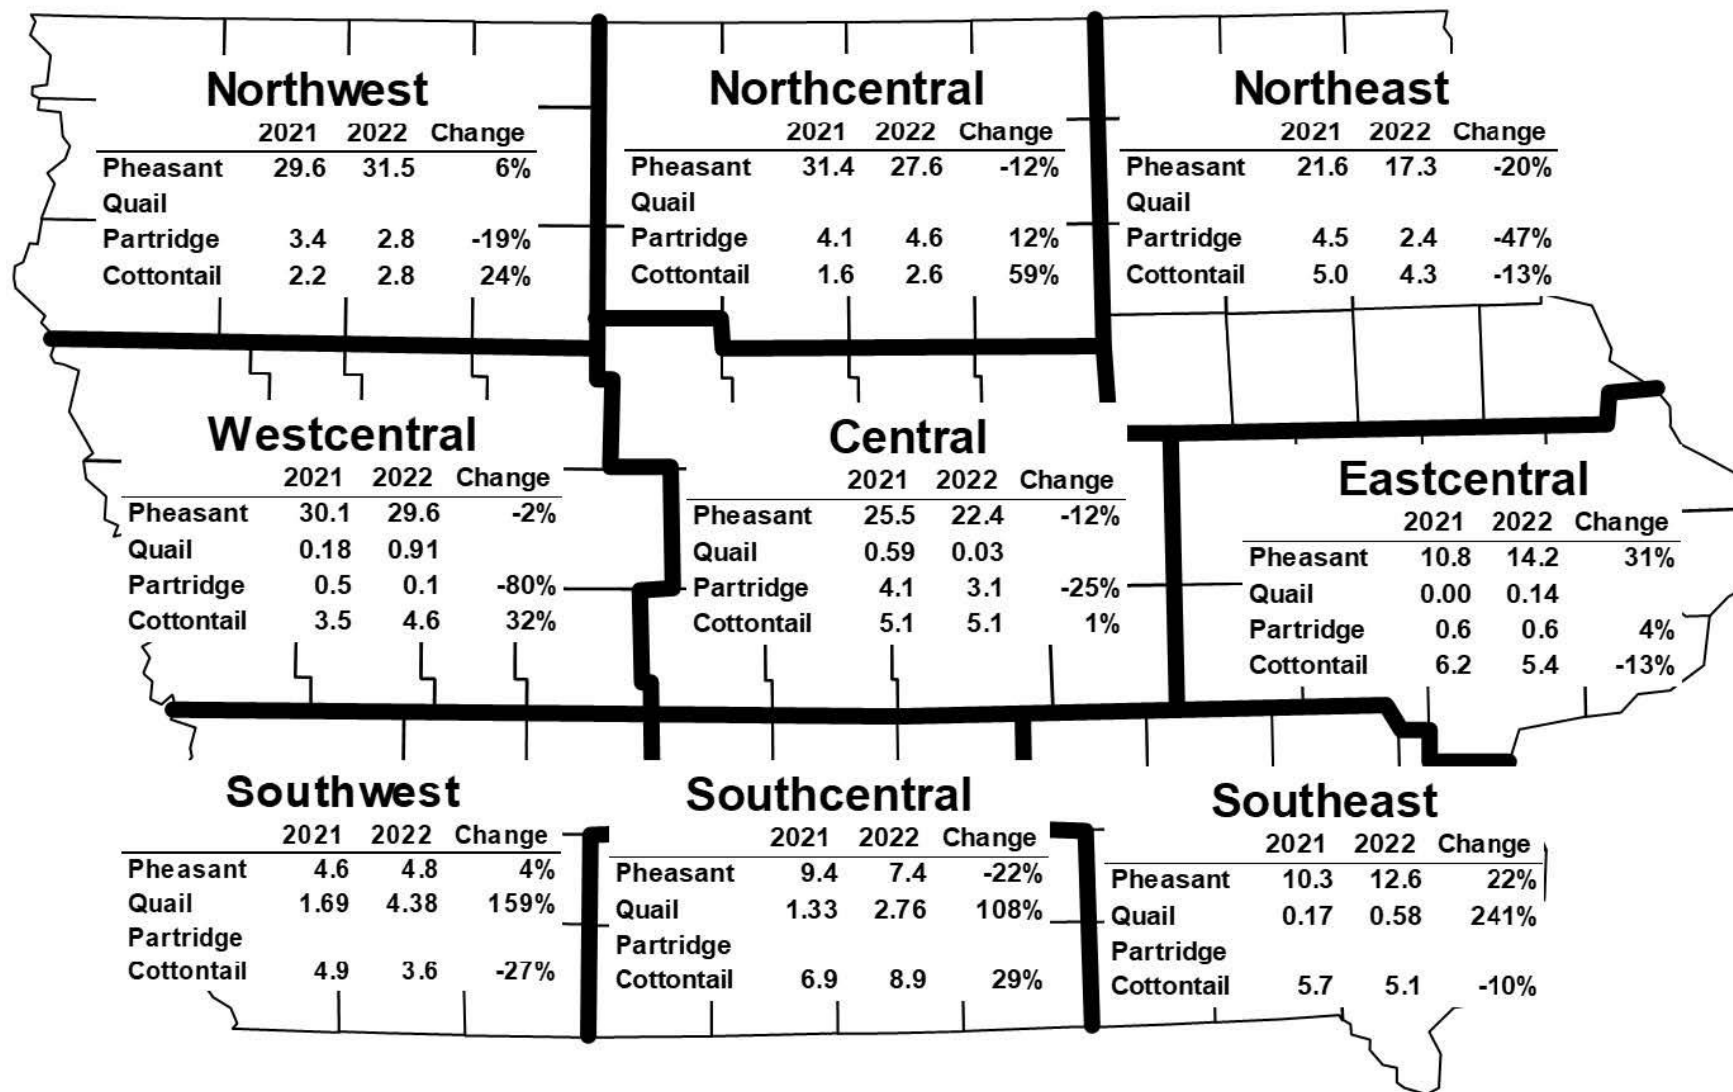 Northwest
2021 2022 Change
Pheasant 29.6 31.5 6%
Quail
Partridge 3.4 2.8 -19%
Cottontail 2.2 2.8 24%
Northcentral
2021 2022 Change
Pheasant 31.4 27.6 -12%
Quail
Partridge 4.1 4.6 12%
Cottontail 1.6 2.6 59%
Northeast
2021 2022 Change
Pheasant 21.6 17.3 -20%
Quail
Partridge 4.5 2.4 -47%
Cottontail 5.0 4.3 -13%
Westcentral
2021 2022 Change
Pheasant 30.1 29.6 -2%
Quail 0.18 0.91
Partridge 0.5 0.1 -80%
Cottontail 3.5 4.6 32%
Central
2021 2022 Change
Pheasant 25.5 22.4 -12%
Quail 0.59 0.03
Partridge 4.1 3.1 -25%
Cottontail 5.1 5.1 1%
Eastcentral
2021 2022 Change
Pheasant 10.8 14.2 31%
Quail 0.00 0.14
Partridge 0.6 0.6 4%
Cottontail 6.2 5.4 -13%
Southwest
2021 2022 Change
Pheasant 4.6 4.8 4%
Quail 1.69 4.38 159%
Partridge
Cottontail 4.9 3.6 -27%
Southcentral
2021 2022 Change
Pheasant 9.4 7.4 -22%
Quail 1.33 2.76 108%
Partridge
Cottontail 6.9 8.9 29%
Southeast
2021 2022 Change
Pheasant 10.3 12.6 22%
Quail 0.17 0.58 241%
Partridge
Cottontail 5.7 5.1 -10%